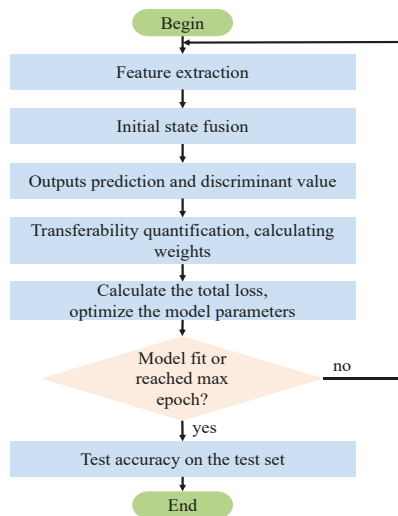 Begin
Feature extraction
Initial state fusion
Outputs prediction and discriminant value
Transferability quantification, calculating
weights
Calculate the total loss,
optimize the model parameters
Model fit or
reached max
epoch?
no
yes
Test accuracy on the test set
End